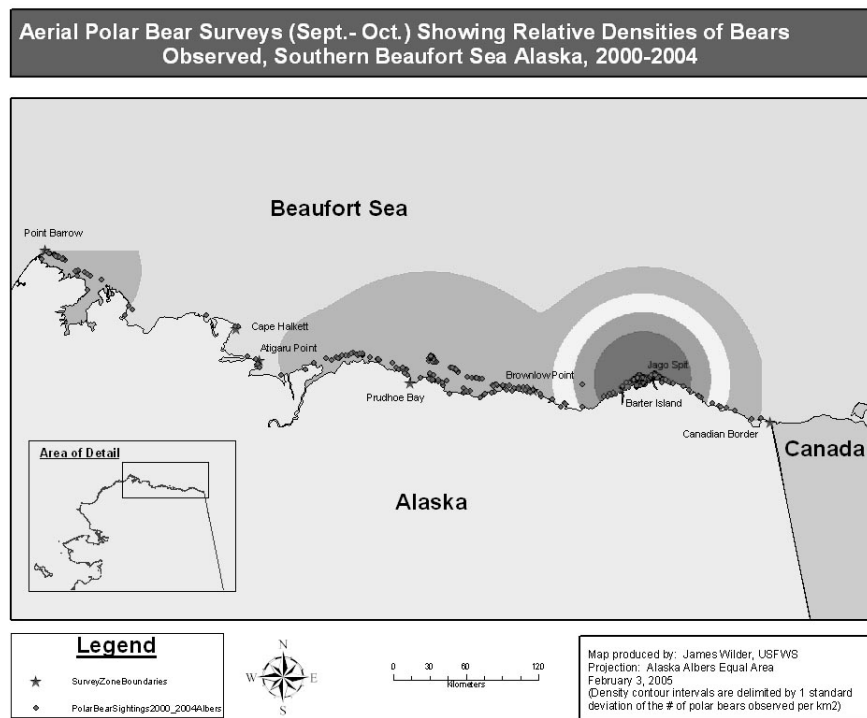 Aerial Polar Bear Surveys (Sept.- Oct.) Showing Relative Densities of Bears
Observed, Southern Beaufort Sea Alaska, 2000-2004
Beaufort Sea
Point Barrow
Cape Halkett
Atigaru Point
Prudhoe Bay
Brownlow Point
Jago Spit
Barter Island
Canadian Border
Canada
Alaska
Area of Detail
Legend
SurveyZoneBoundaries
PolarBearSightings2000_2004Albers
N
W E
S
0 30 60 120
Kilometers
Map produced by: James Wilder, USFWS
Projection: Alaska Albers Equal Area
February 3, 2005
(Density contour intervals are delimited by 1 standard
deviation of the # of polar bears observed per km2)